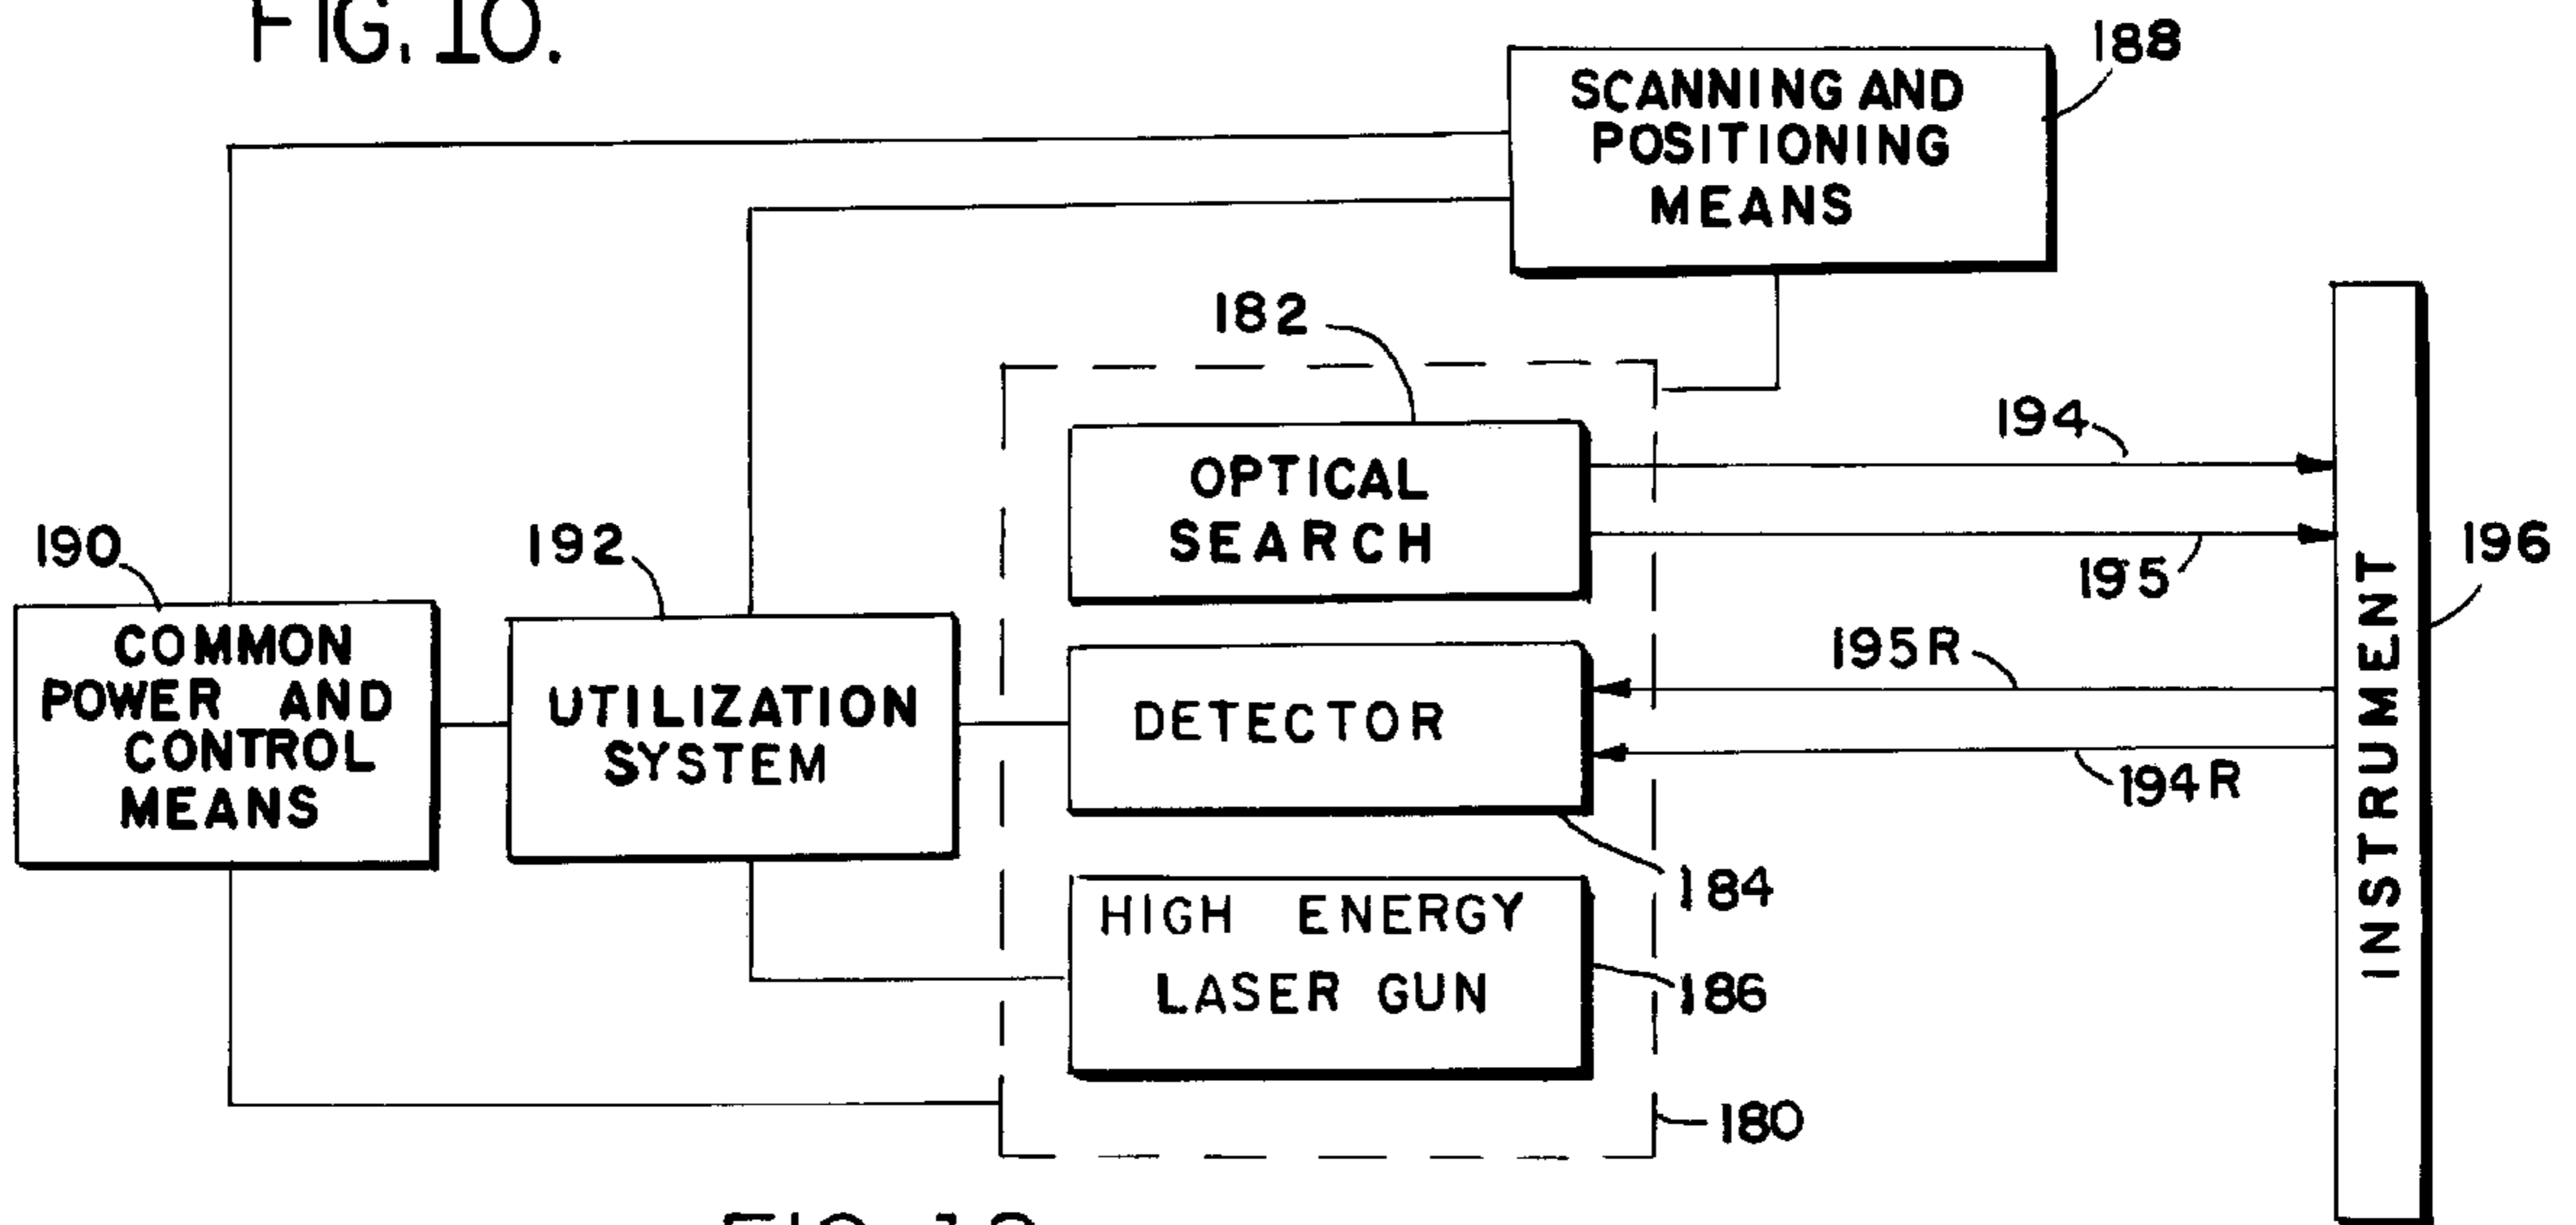 FIG. 10.
188
SCANNING AND
POSITIONING
MEANS
182
194
OPTICAL
SEARCH
195
190
192
196
COMMON
POWER AND
CONTROL
MEANS
UTILIZATION
SYSTEM
195R
DETECTOR
194R
INSTRUMENT
184
HIGH ENERGY
LASER GUN
186
180